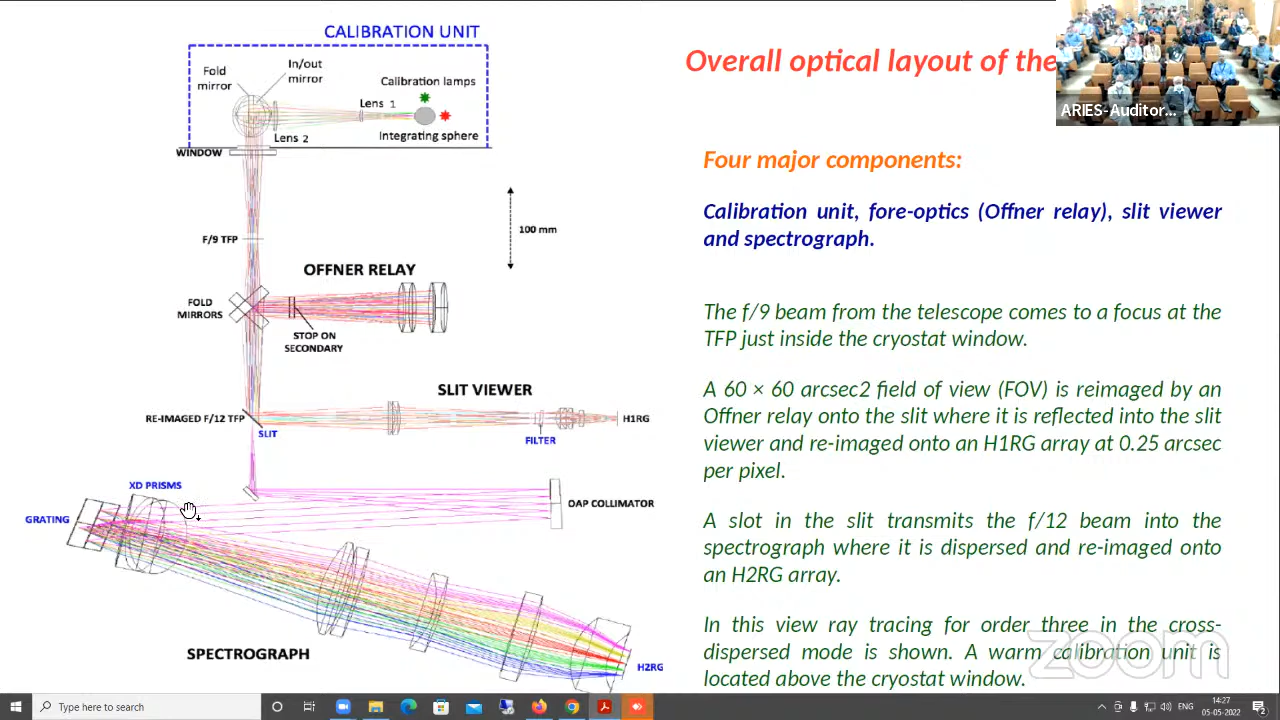 CALIBRATION UNIT
Fold
mirror
In/out
mirror
Calibration lamps
Lens 1
Lens 2
Integrating sphere
WINDOW
100 mm
F/9 TFP
OFFNER RELAY
FOLD
MIRRORS
STOP ON
SECONDARY
SLIT VIEWER
RE-IMAGED F/12 TFP
SLIT
FILTER
H1RG
XD PRISMS
GRATING
OAP COLLIMATOR
SPECTROGRAPH
H2RG
Overall optical layout of the
ARIES-Auditor...
Four major components:
Calibration unit, fore-optics (Offner relay), slit viewer
and spectrograph.
The f/9 beam from the telescope comes to a focus at the
TFP just inside the cryostat window.
A 60 × 60 arcsec2 field of view (FOV) is reimaged by an
Offner relay onto the slit where it is reflected into the slit
viewer and re-imaged onto an H1RG array at 0.25 arcsec
per pixel.
A slot in the slit transmits the f/12 beam into the
spectrograph where it is dispersed and re-imaged onto
an H2RG array.
In this view ray tracing for order three in the cross-
dispersed mode is shown. A warm calibration unit is
located above the cryostat window.
zoom
Type here to search
ENG
14:27
05-05-2022
2